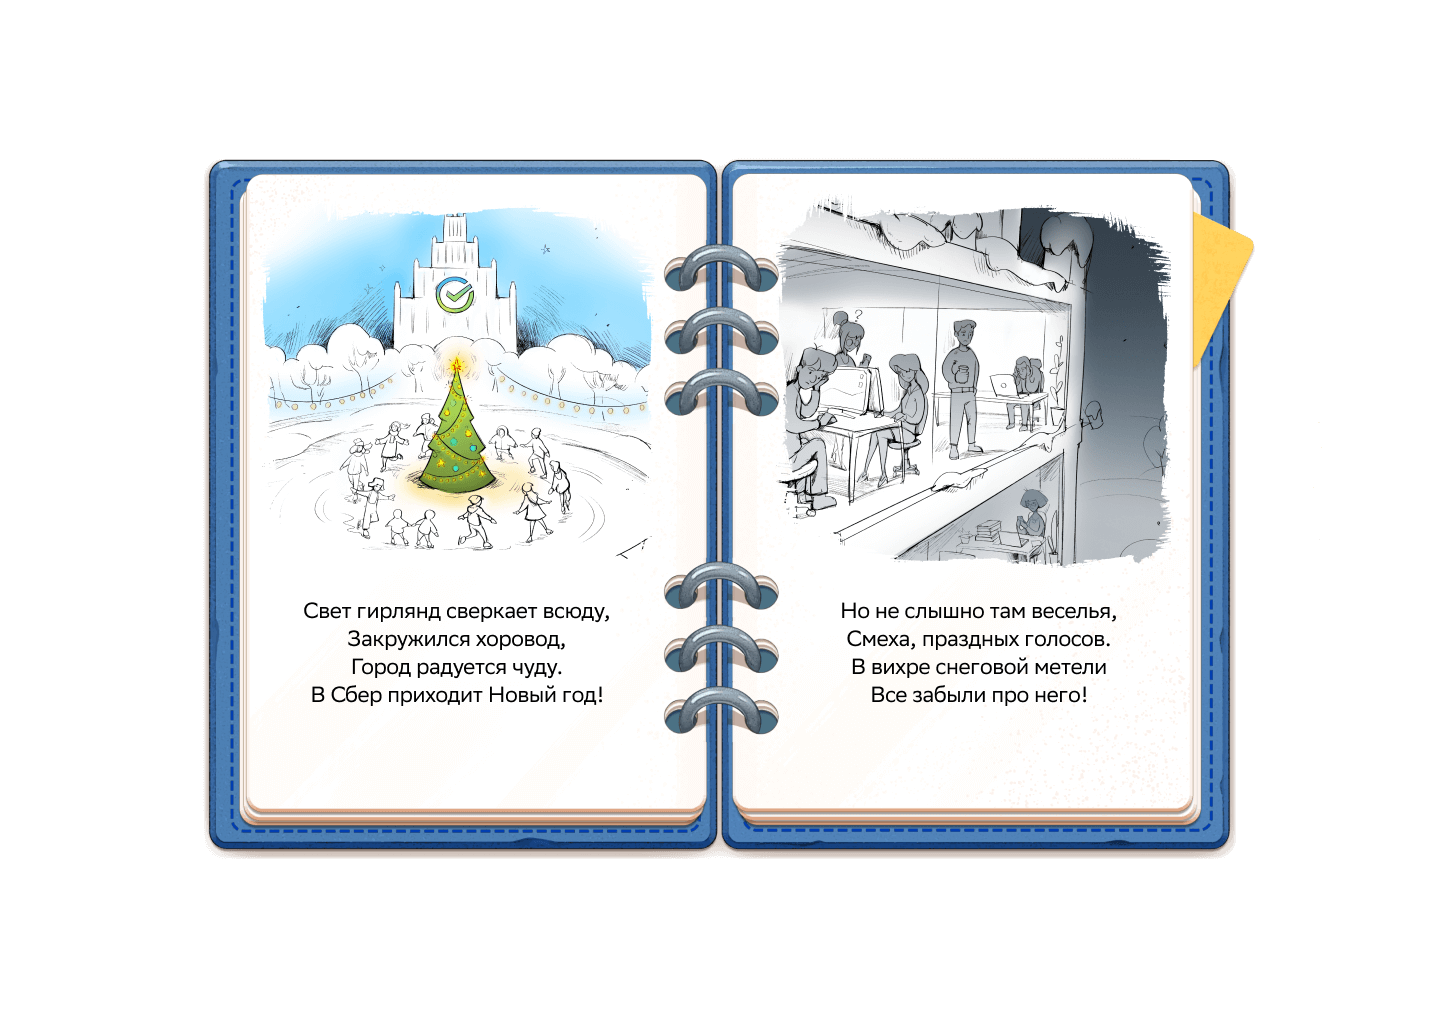 Свет гирлянд сверкает всюду,
Закружился хоровод,
Город радуется чуду.
В Сбер приходит Новый год!
?
Но не слышно там веселья,
Смеха, праздных голосов.
В вихре снеговой метели
Все забыли про него!